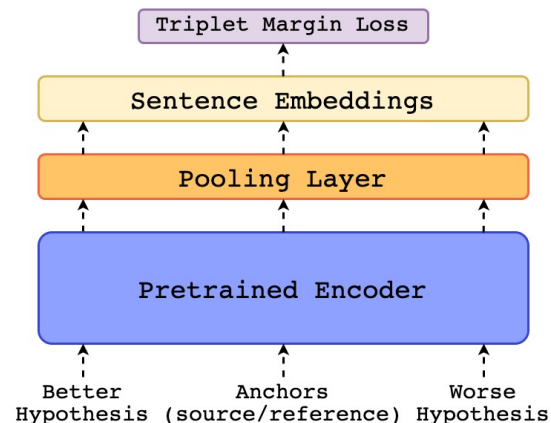 Triplet Margin Loss
Sentence Embeddings
Pooling Layer
Pretrained Encoder
Better Anchors Worse
Hypothesis (source/reference) Hypothesis